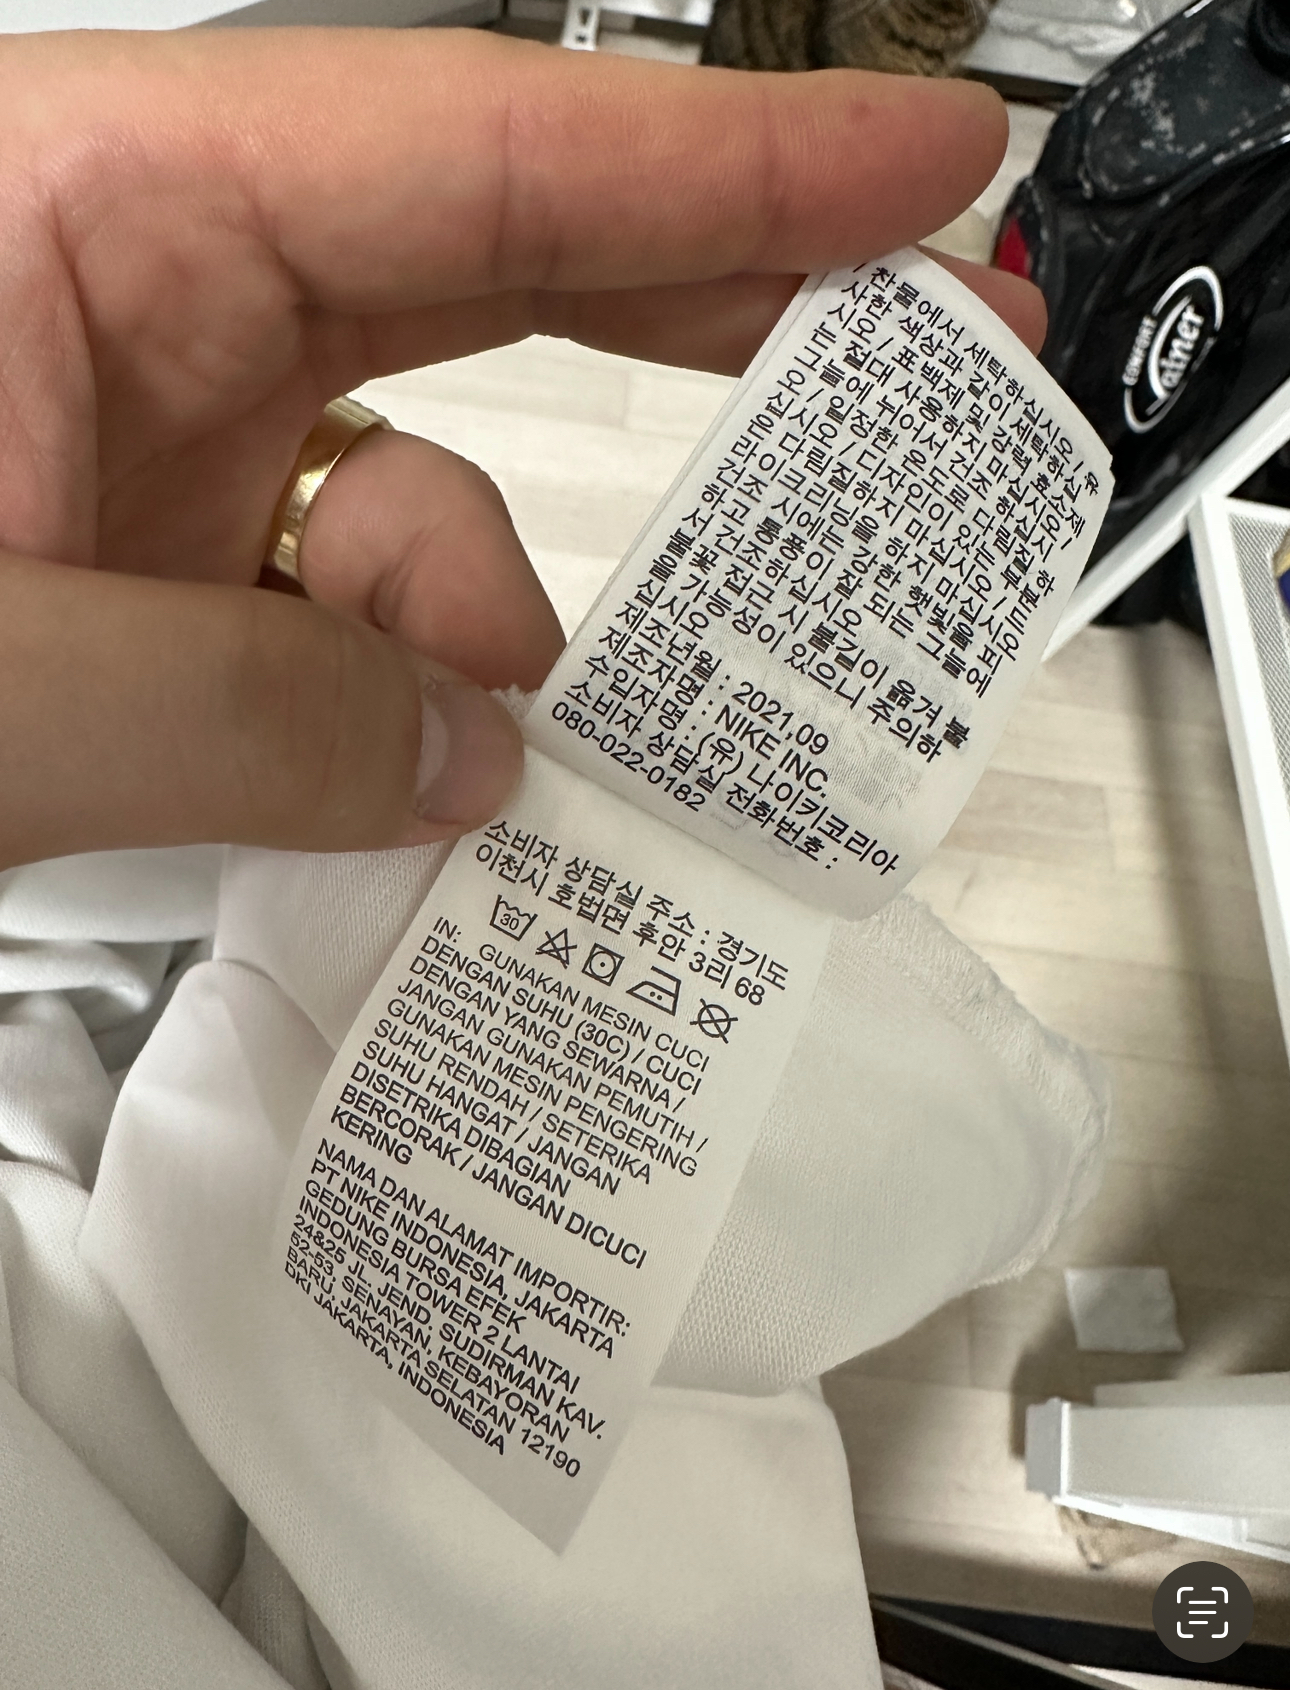 / 찬물에서 세탁하십시오 / 유
사한 색상과 같이 세탁하십
시오 / 표백제 및 강력 효소제
는 절대 사용하지 마십시오 /
그늘에 뉘어서 건조 하십시
오 / 일정한 온도로 다림질 하
십시오 / 디자인이 있는 부분
은 다림질하지 마십시오 / 드
라이크리닝을 하지 마십시오
건조 시에는 강한 햇빛을 피
하고 통풍이 잘 되는 그늘에
서 건조하십시오
불꽃 접근 시 불길이 옮겨 붙
을 가능성이 있으니 주의하
십시오
제조년월 : 2021,09
제조자명 : NIKE INC.
수입자명 : (유) 나이키코리아
소비자 상담실 전화번호 :
080-022-0182
소비자 상담실 주소 : 경기도
이천시 호법면 후안 3리 68
30
IN: GUNAKAN MESIN CUCI
DENGAN SUHU (30C) / CUCI
DENGAN YANG SEWARNA /
JANGAN GUNAKAN PEMUTIH /
GUNAKAN MESIN PENGERING
SUHU RENDAH / SETERIKA
SUHU HANGAT / JANGAN
DISETRIKA DIBAGIAN
BERCORAK / JANGAN DICUCI
KERING
NAMA DAN ALAMAT IMPORTIR:
PT NIKE INDONESIA, JAKARTA
GEDUNG BURSA EFEK
INDONESIA TOWER 2 LANTAI
24&25 JL. JEND. SUDIRMAN KAV.
52-53, SENAYAN, KEBAYORAN
BARU, JAKARTA SELATAN 12190
DKI JAKARTA, INDONESIA
COMFORT